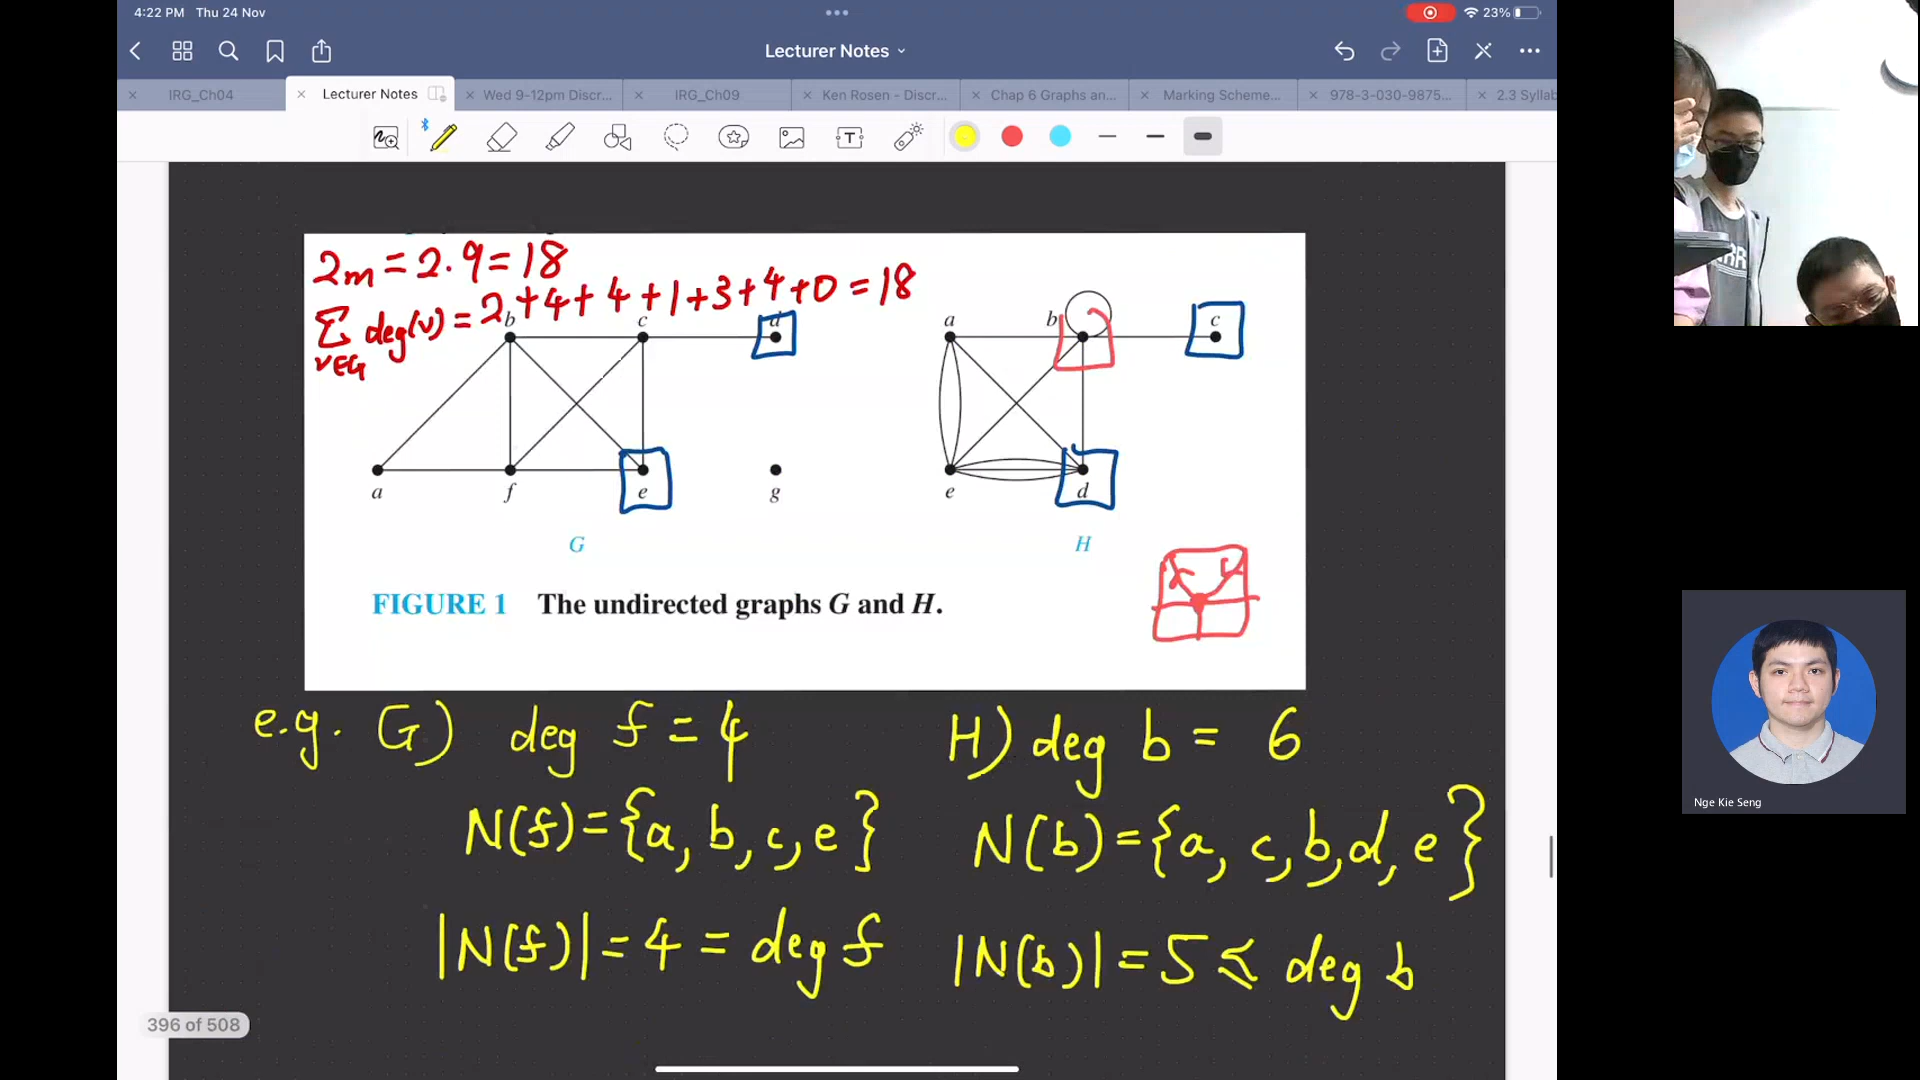 4:22 PM Thu 24 Nov
23%
Lecturer Notes
IRG_Ch04
Lecturer Notes
Wed 9-12pm Discr...
IRG_Ch09
Ken Rosen - Discr...
Chap 6 Graphs an...
Marking Scheme...
978-3-030-9875...
2.3 Syllab
2m = 2.9 = 18
∑ deg(v) = 2+4+4+1+3+4+0 = 18
v∈G
b c d
a b c
a f e g
e d
G H
x y
FIGURE 1 The undirected graphs G and H.
e.g. G) deg f = 4
N(f) = {a, b, c, e}
|N(f)| = 4 = deg f
H) deg b = 6
N(b) = {a, c, b, d, e}
|N(b)| = 5 ≤ deg b
396 of 508
Nge Kie Seng